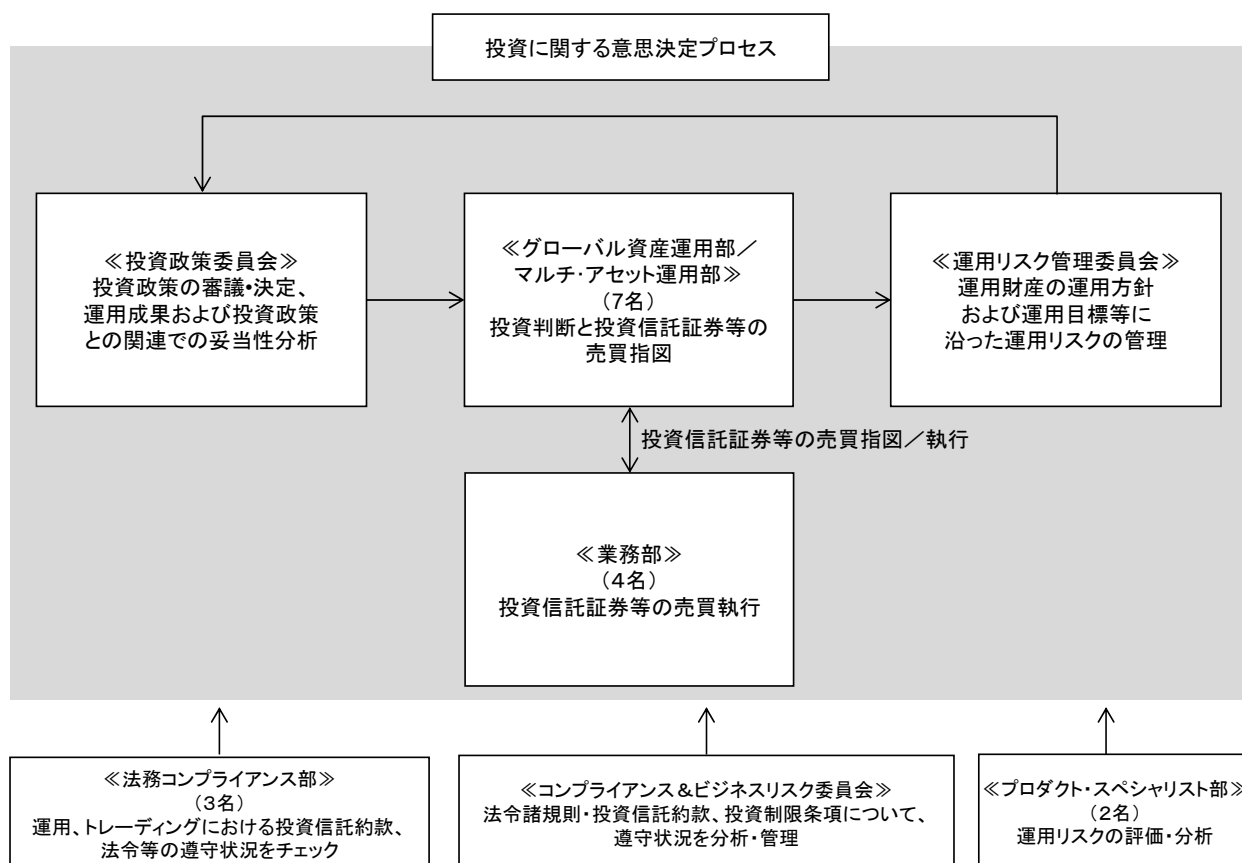 投資に関する意思決定プロセス
≪投資政策委員会≫
投資政策の審議・決定、
運用成果および投資政策
との関連での妥当性分析
≪グローバル資産運用部／
マルチ・アセット運用部≫
（7名）
投資判断と投資信託証券等の
売買指図
≪運用リスク管理委員会≫
運用財産の運用方針
および運用目標等に
沿った運用リスクの管理
投資信託証券等の売買指図／執行
≪業務部≫
（４名）
投資信託証券等の売買執行
≪法務コンプライアンス部≫
（３名）
運用、トレーディングにおける投資信託約款、
法令等の遵守状況をチェック
≪コンプライアンス＆ビジネスリスク委員会≫
法令諸規則・投資信託約款、投資制限条項について、
遵守状況を分析・管理
≪プロダクト・スペシャリスト部≫
（２名）
運用リスクの評価・分析